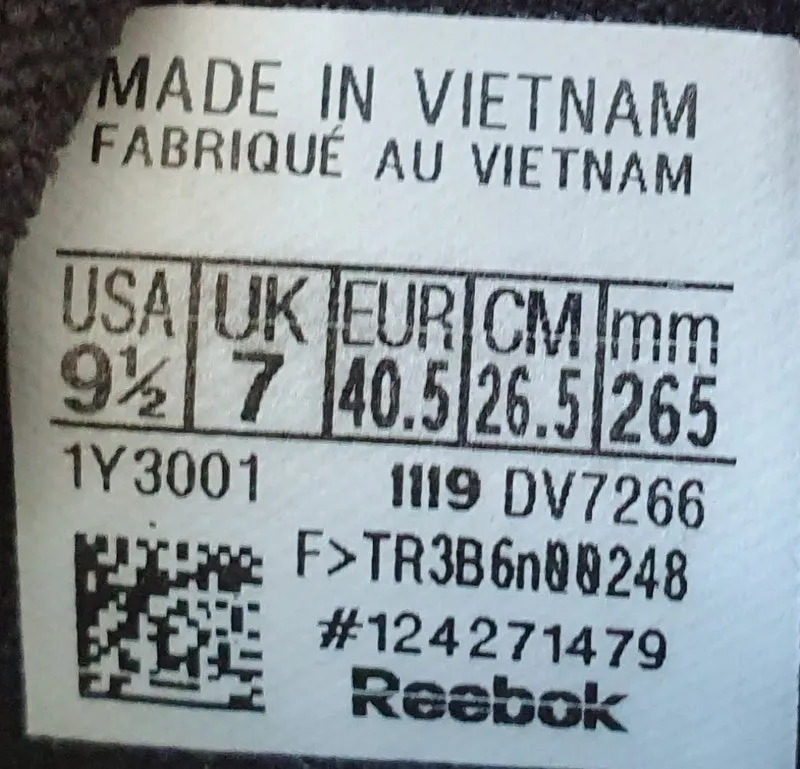 MADE IN VIETNAM
FABRIQUÉ AU VIETNAM
USA UK EUR CM mm
9½ 7 40.5 26.5 265
1Y3001 1119 DV7266
F>TR3B6n00248
#124271479
Reebok